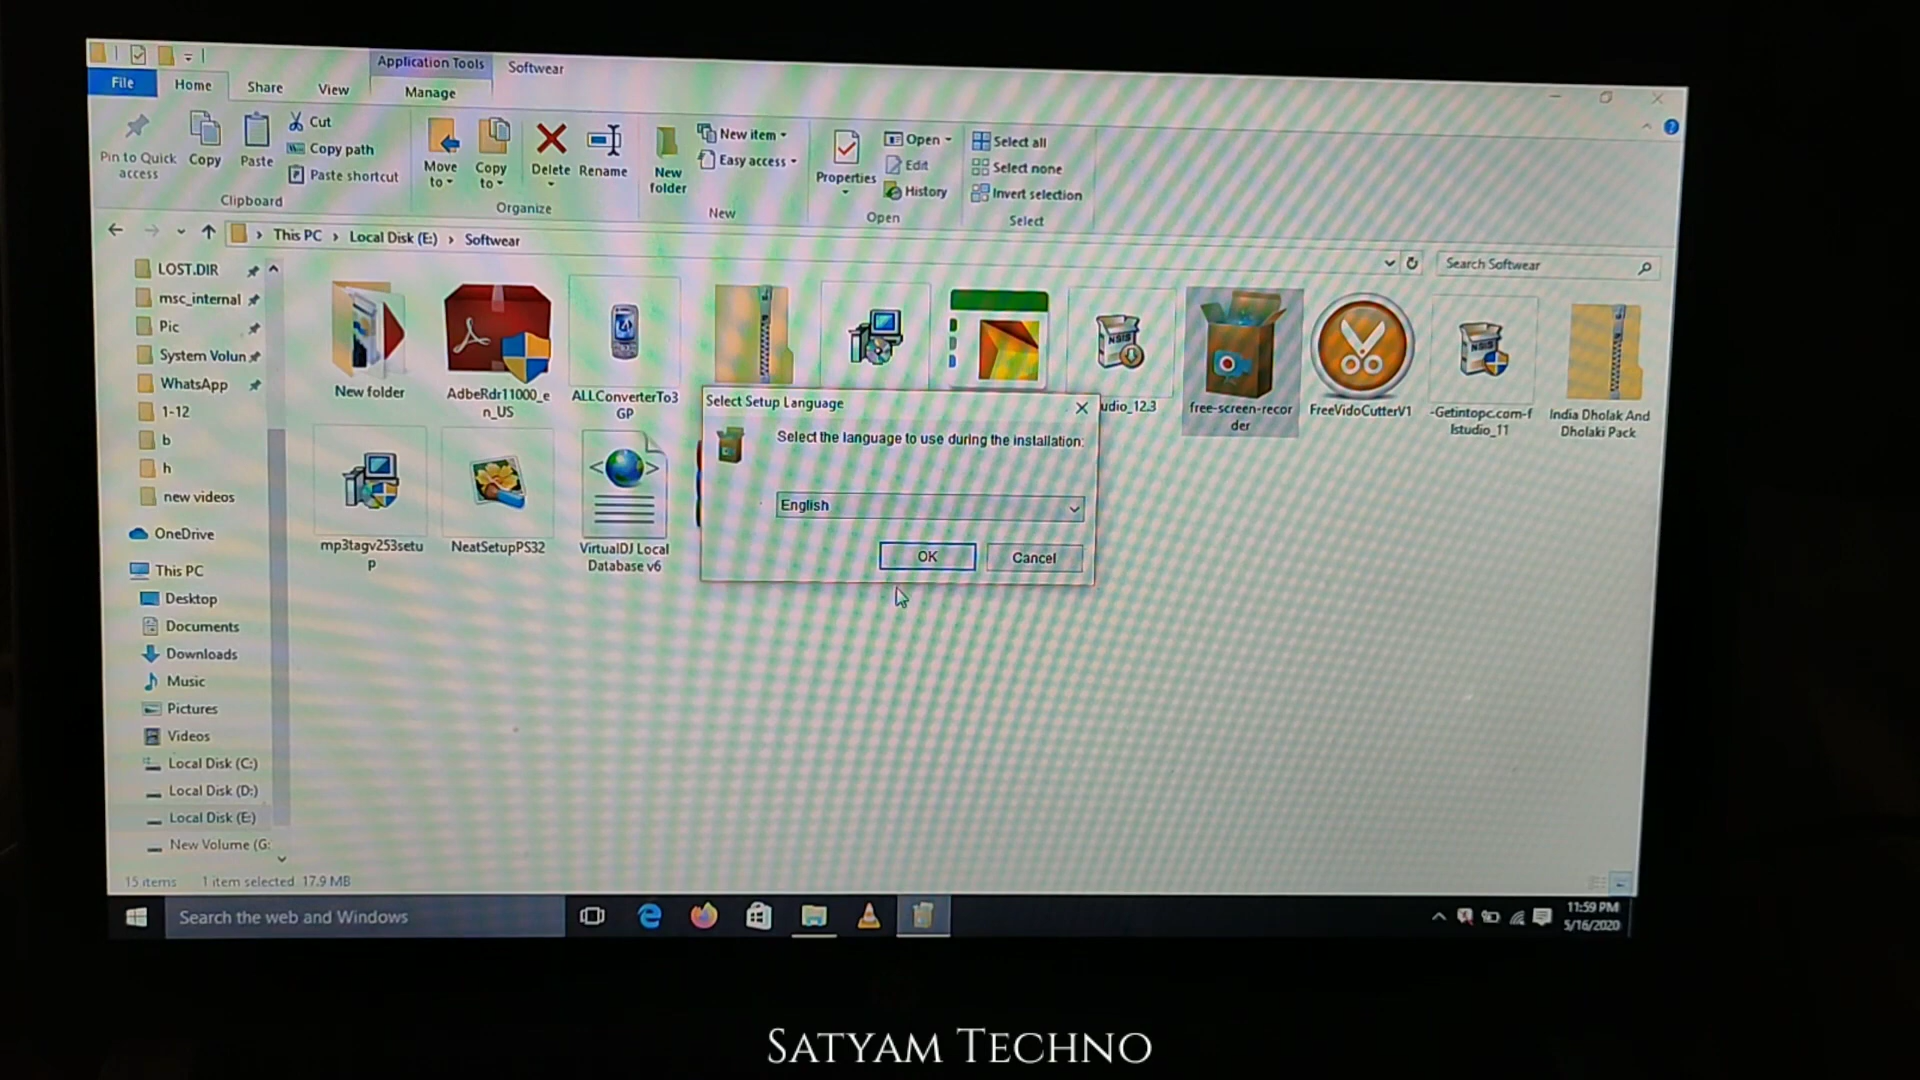 Application Tools
Softwear
File
Home
Share
View
Manage
Pin to Quick
access
Copy
Paste
Cut
Copy path
Paste shortcut
Clipboard
Move
to
Copy
to
Delete
Rename
Organize
New
folder
New item
Easy access
New
Properties
Open
Edit
History
Open
Select all
Select none
Invert selection
Select
This PC > Local Disk (E:) > Softwear
Search Softwear
LOST.DIR
msc_internal
Pic
System Volun
WhatsApp
1-12
b
h
new videos
OneDrive
This PC
Desktop
Documents
Downloads
Music
Pictures
Videos
Local Disk (C:)
Local Disk (D:)
Local Disk (E:)
New Volume (G:
New folder
AdbeRdr11000_e
n_US
ALLConverterTo3
GP
NSIS
udio_12.3
free-screen-recor
der
FreeVidoCutterV1
NSIS
-Getintopc.com-f
lstudio_11
India Dholak And
Dholaki Pack
mp3tagv253setu
p
NeatSetupPS32
VirtualDJ Local
Database v6
Select Setup Language
Select the language to use during the installation:
English
OK
Cancel
15 items
1 item selected 17.9 MB
Search the web and Windows
11:59 PM
5/16/2020
Satyam Techno